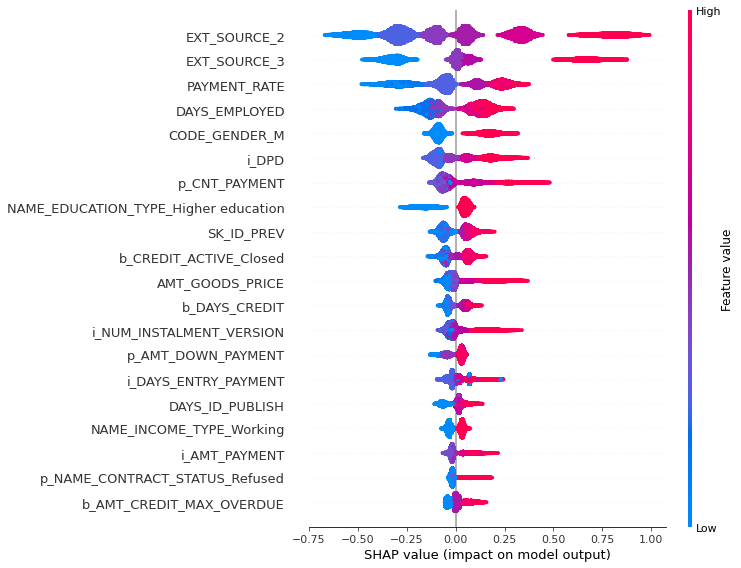 High
EXT_SOURCE_2
EXT_SOURCE_3
PAYMENT_RATE
DAYS_EMPLOYED
CODE_GENDER_M
i_DPD
p_CNT_PAYMENT
NAME_EDUCATION_TYPE_Higher education
SK_ID_PREV
b_CREDIT_ACTIVE_Closed
AMT_GOODS_PRICE
b_DAYS_CREDIT
i_NUM_INSTALMENT_VERSION
p_AMT_DOWN_PAYMENT
i_DAYS_ENTRY_PAYMENT
DAYS_ID_PUBLISH
NAME_INCOME_TYPE_Working
i_AMT_PAYMENT
p_NAME_CONTRACT_STATUS_Refused
b_AMT_CREDIT_MAX_OVERDUE
Feature value
Low
−0.75 −0.50 −0.25 0.00 0.25 0.50 0.75 1.00
SHAP value (impact on model output)